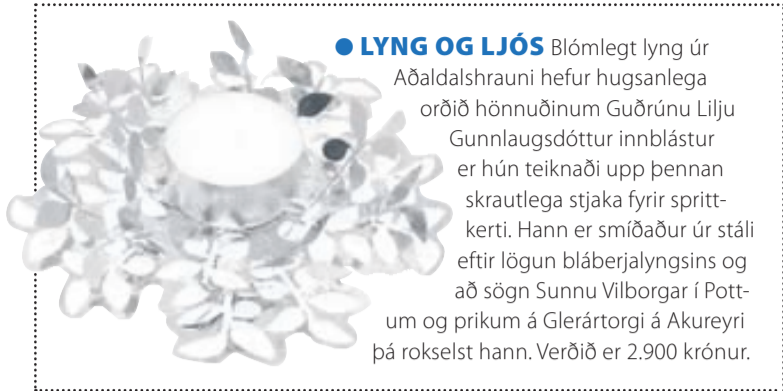 ● LYNG OG LJÓS Blómlegt lyng úr
Aðaldalshrauni hefur hugsanlega
orðið hönnuðinum Guðrúnu Lilju
Gunnlaugsdóttur innblástur
er hún teiknaði upp þennan
skrautlega stjaka fyrir spritt-
kerti. Hann er smíðaður úr stáli
eftir lögun bláberjalyngsins og
að sögn Sunnu Vilborgar í Pott-
um og prikum á Glerártorgi á Akureyri
þá rokselst hann. Verðið er 2.900 krónur.